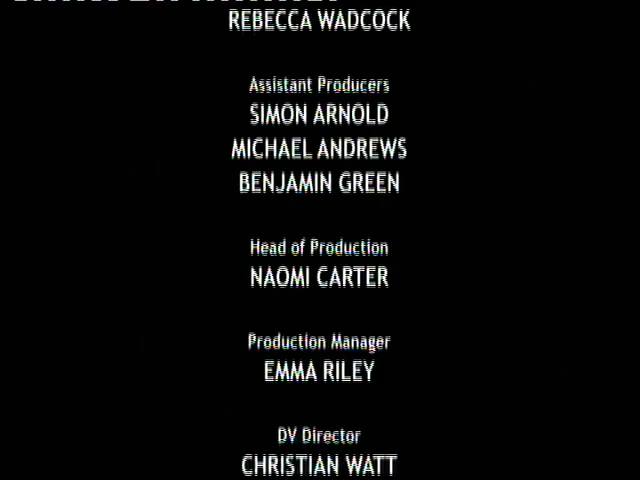 REBECCA WADCOCK
Assistant Producers
SIMON ARNOLD
MICHAEL ANDREWS
BENJAMIN GREEN
Head of Production
NAOMI CARTER
Production Manager
EMMA RILEY
DV Director
CHRISTIAN WATT